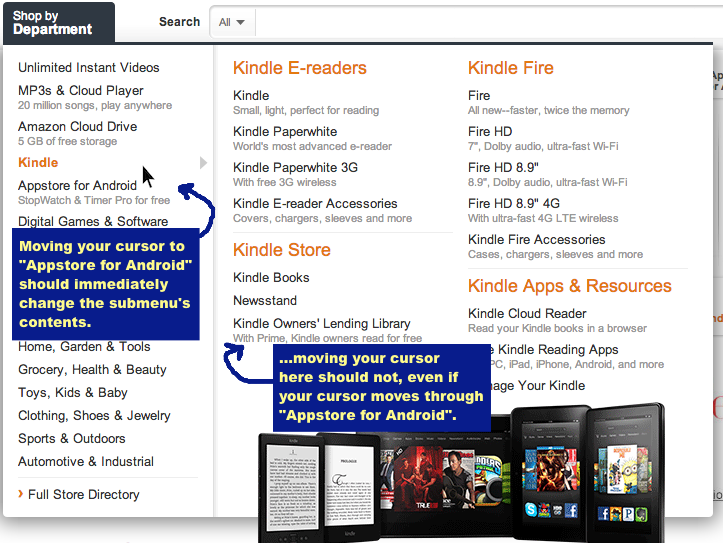 Shop by
Department
Search
All
Unlimited Instant Videos
MP3s & Cloud Player
20 million songs, play anywhere
Amazon Cloud Drive
5 GB of free storage
Kindle
Appstore for Android
StopWatch & Timer Pro for free
Digital Games & Software
Moving your cursor to
"Appstore for Android"
should immediately
change the submenu's
contents.
Home, Garden & Tools
Grocery, Health & Beauty
Toys, Kids & Baby
Clothing, Shoes & Jewelry
Sports & Outdoors
Automotive & Industrial
Full Store Directory
Kindle E-readers
Kindle
Small, light, perfect for reading
Kindle Paperwhite
World's most advanced e-reader
Kindle Paperwhite 3G
With free 3G wireless
Kindle E-reader Accessories
Covers, chargers, sleeves and more
Kindle Store
Kindle Books
Newsstand
Kindle Owners' Lending Library
With Prime, Kindle owners read for free
...moving your cursor
here should not, even if
your cursor moves through
"Appstore for Android".
Kindle Fire
Fire
All new--faster, twice the memory
Fire HD
7", Dolby audio, ultra-fast Wi-Fi
Fire HD 8.9"
8.9", Dolby audio, ultra-fast Wi-Fi
Fire HD 8.9" 4G
With ultra-fast 4G LTE wireless
Kindle Fire Accessories
Cases, chargers, sleeves and more
Kindle Apps & Resources
Kindle Cloud Reader
Read your Kindle books in a browser
Kindle Reading Apps
PC, iPad, iPhone, Android, and more
Your Kindle
kindle
PROLOGUE
TRUE